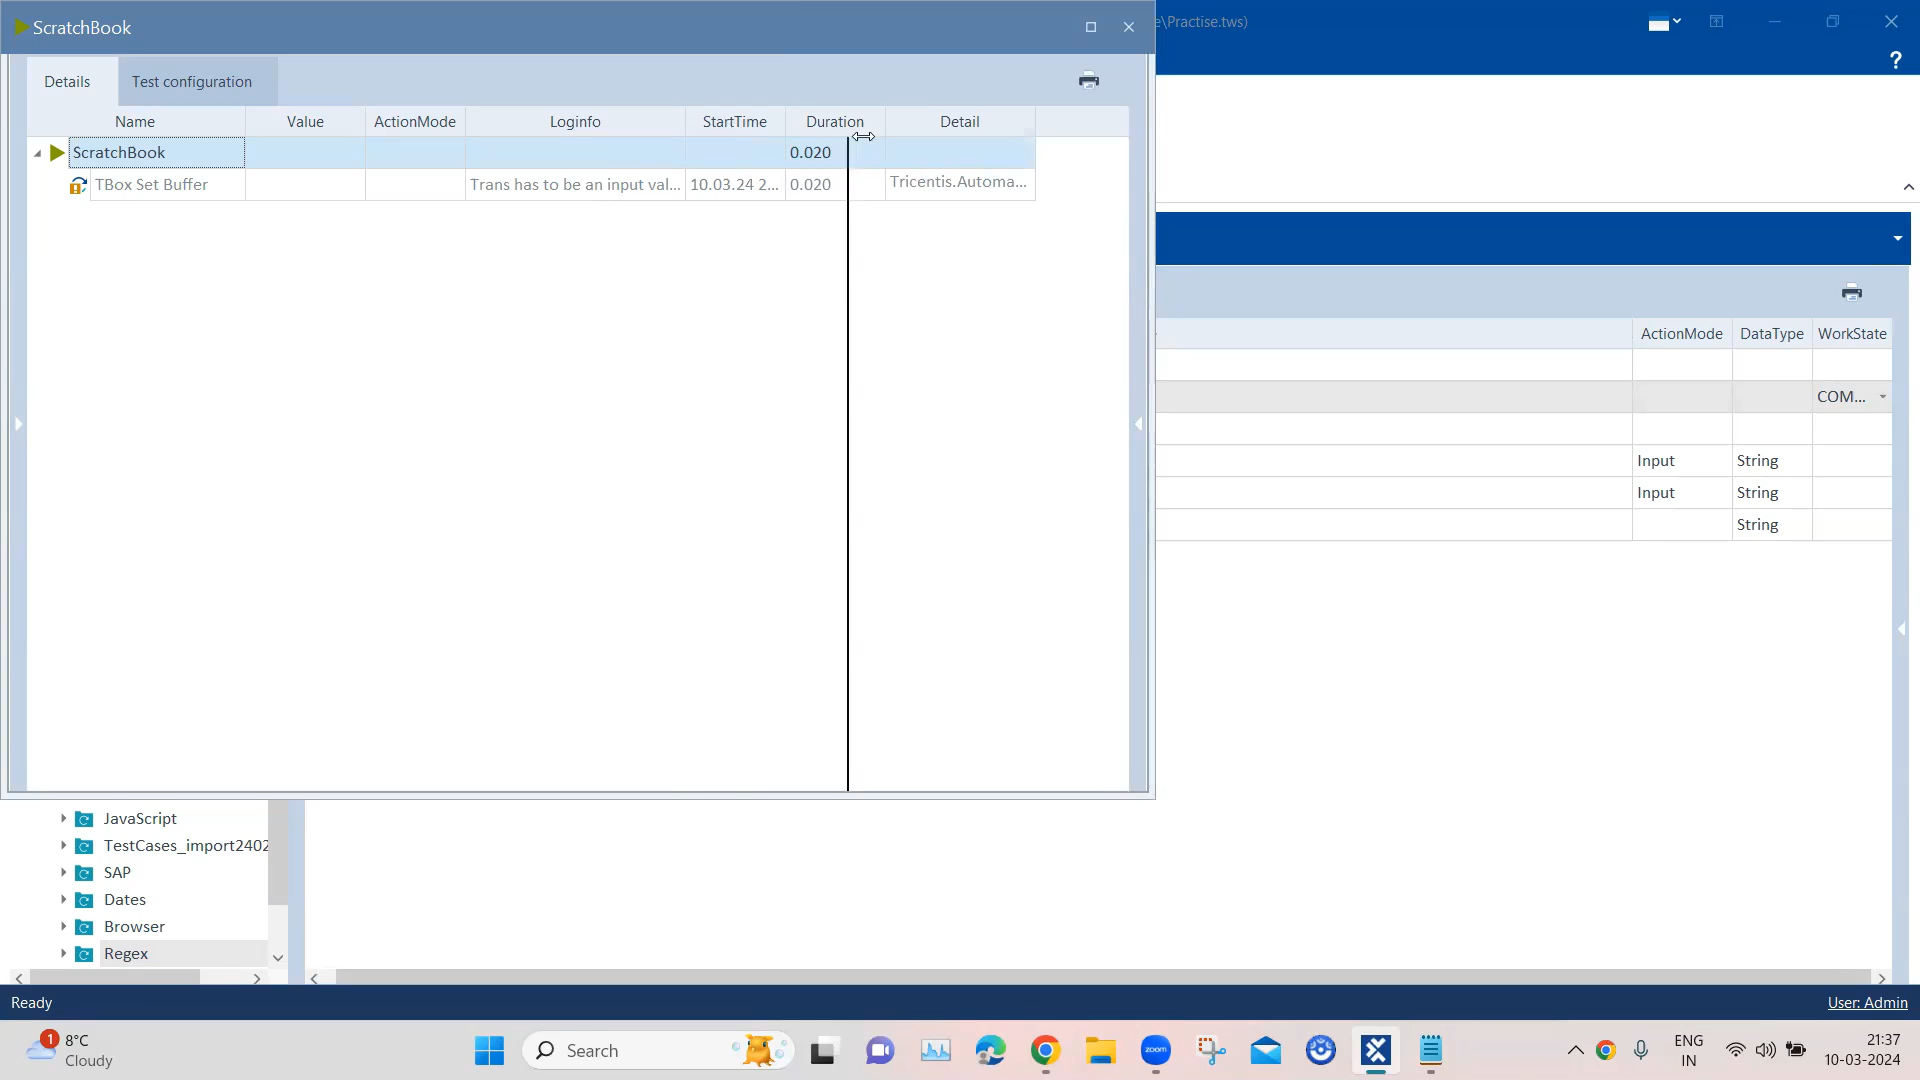 ScratchBook
e\Practise.tws)
?
Details
Test configuration
Name Value ActionMode Loginfo StartTime Duration Detail
ScratchBook 0.020
TBox Set Buffer Trans has to be an input val... 10.03.24 2... 0.020 Tricentis.Automa...
ActionMode DataType WorkState
COM...
Input String
Input String
String
JavaScript
TestCases_import2402
SAP
Dates
Browser
Regex
Ready
User: Admin
1
8°C
Cloudy
Search
zoom
ENG
IN
21:37
10-03-2024